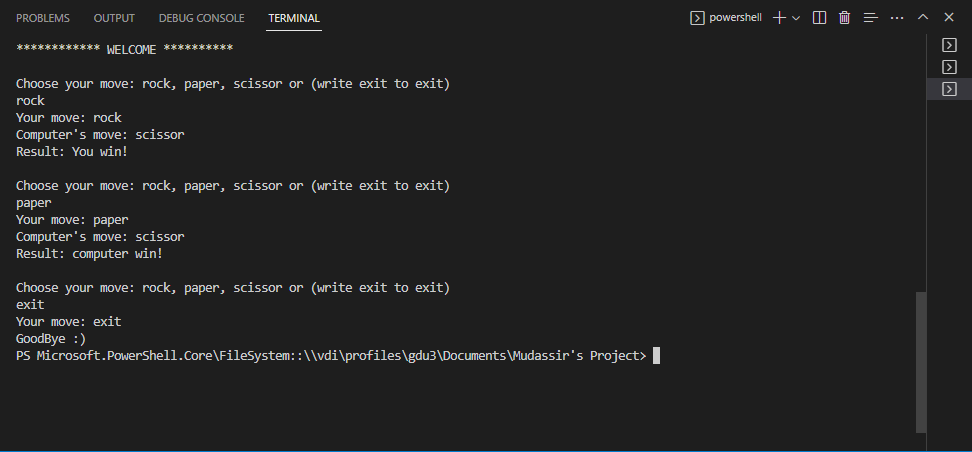 PROBLEMS OUTPUT DEBUG CONSOLE TERMINAL powershell
************ WELCOME **********
Choose your move: rock, paper, scissor or (write exit to exit)
rock
Your move: rock
Computer's move: scissor
Result: You win!
Choose your move: rock, paper, scissor or (write exit to exit)
paper
Your move: paper
Computer's move: scissor
Result: computer win!
Choose your move: rock, paper, scissor or (write exit to exit)
exit
Your move: exit
GoodBye :)
PS Microsoft.PowerShell.Core\FileSystem::\\vdi\profiles\gdu3\Documents\Mudassir's Project>